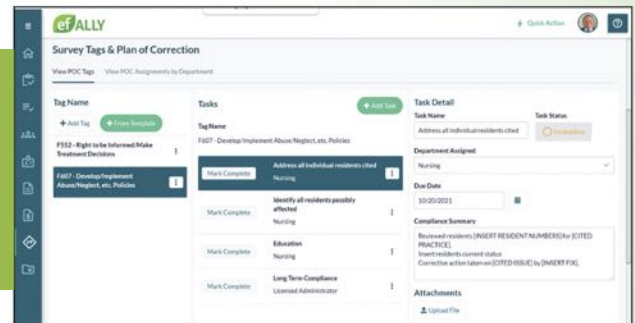 efALLY
Quick Action
Survey Tags & Plan of Correction
View POC Tags View POC Assignments by Department
Tag Name
+ Add Tag + From Template
F552 - Right to be Informed/Make
Treatment Decisions
F607 - Develop/Implement
Abuse/Neglect, etc. Policies
Tasks
+ Add Task
Tag Name
F607 - Develop/Implement Abuse/Neglect, etc. Policies
Mark Complete
Address all individual residents cited
Nursing
Mark Complete
Identify all residents possibly
affected
Nursing
Mark Complete
Education
Nursing
Mark Complete
Long Term Compliance
Licensed Administrator
Task Detail
Task Name
Address all individual residents cited
Task Status
Incomplete
Department Assigned
Nursing
Due Date
10/20/2021
Compliance Summary
Reviewed residents [INSERT RESIDENT NUMBERS] for [CITED
PRACTICE].
Insert residents current status
Corrective action taken on [CITED ISSUE] by [INSERT FIX].
Attachments
Upload File